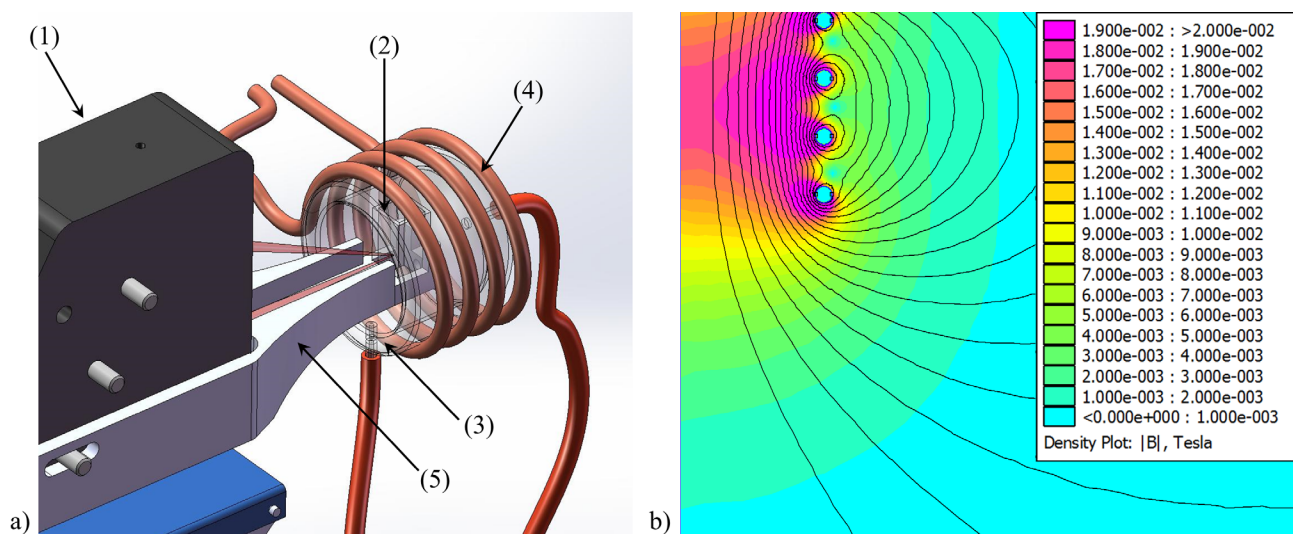 (1)
(2)
(4)
(3)
(5)
a)
b)
1.900e-002 : >2.000e-002
1.800e-002 : 1.900e-002
1.700e-002 : 1.800e-002
1.600e-002 : 1.700e-002
1.500e-002 : 1.600e-002
1.400e-002 : 1.500e-002
1.300e-002 : 1.400e-002
1.200e-002 : 1.300e-002
1.100e-002 : 1.200e-002
1.000e-002 : 1.100e-002
9.000e-003 : 1.000e-002
8.000e-003 : 9.000e-003
7.000e-003 : 8.000e-003
6.000e-003 : 7.000e-003
5.000e-003 : 6.000e-003
4.000e-003 : 5.000e-003
3.000e-003 : 4.000e-003
2.000e-003 : 3.000e-003
1.000e-003 : 2.000e-003
<0.000e+000 : 1.000e-003
Density Plot: |B|, Tesla